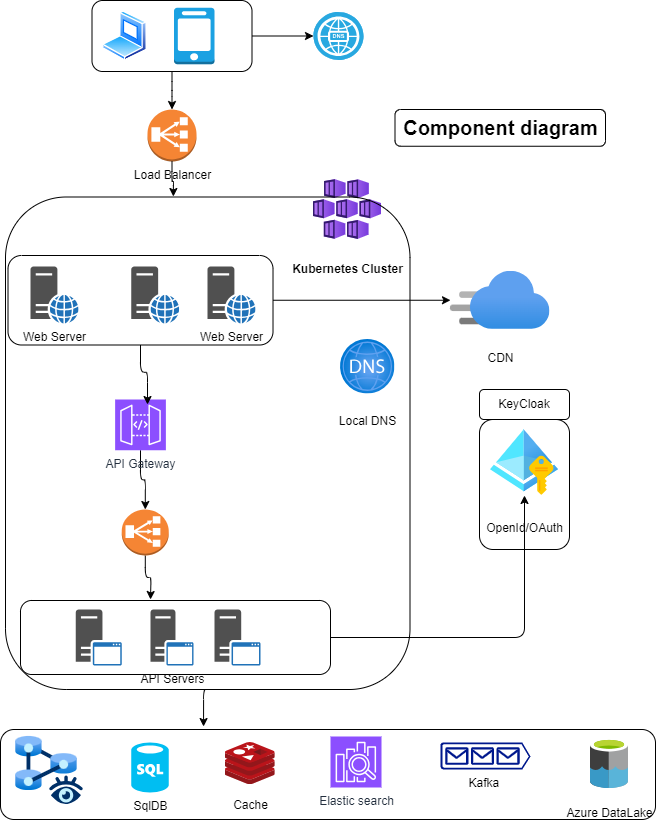 DNS
Component diagram
Load Balancer
Kubernetes Cluster
Web Server
Web Server
CDN
DNS
Local DNS
KeyCloak
API Gateway
OpenId/OAuth
API Servers
SQL
SqlDB
Cache
Elastic search
Kafka
Azure DataLake